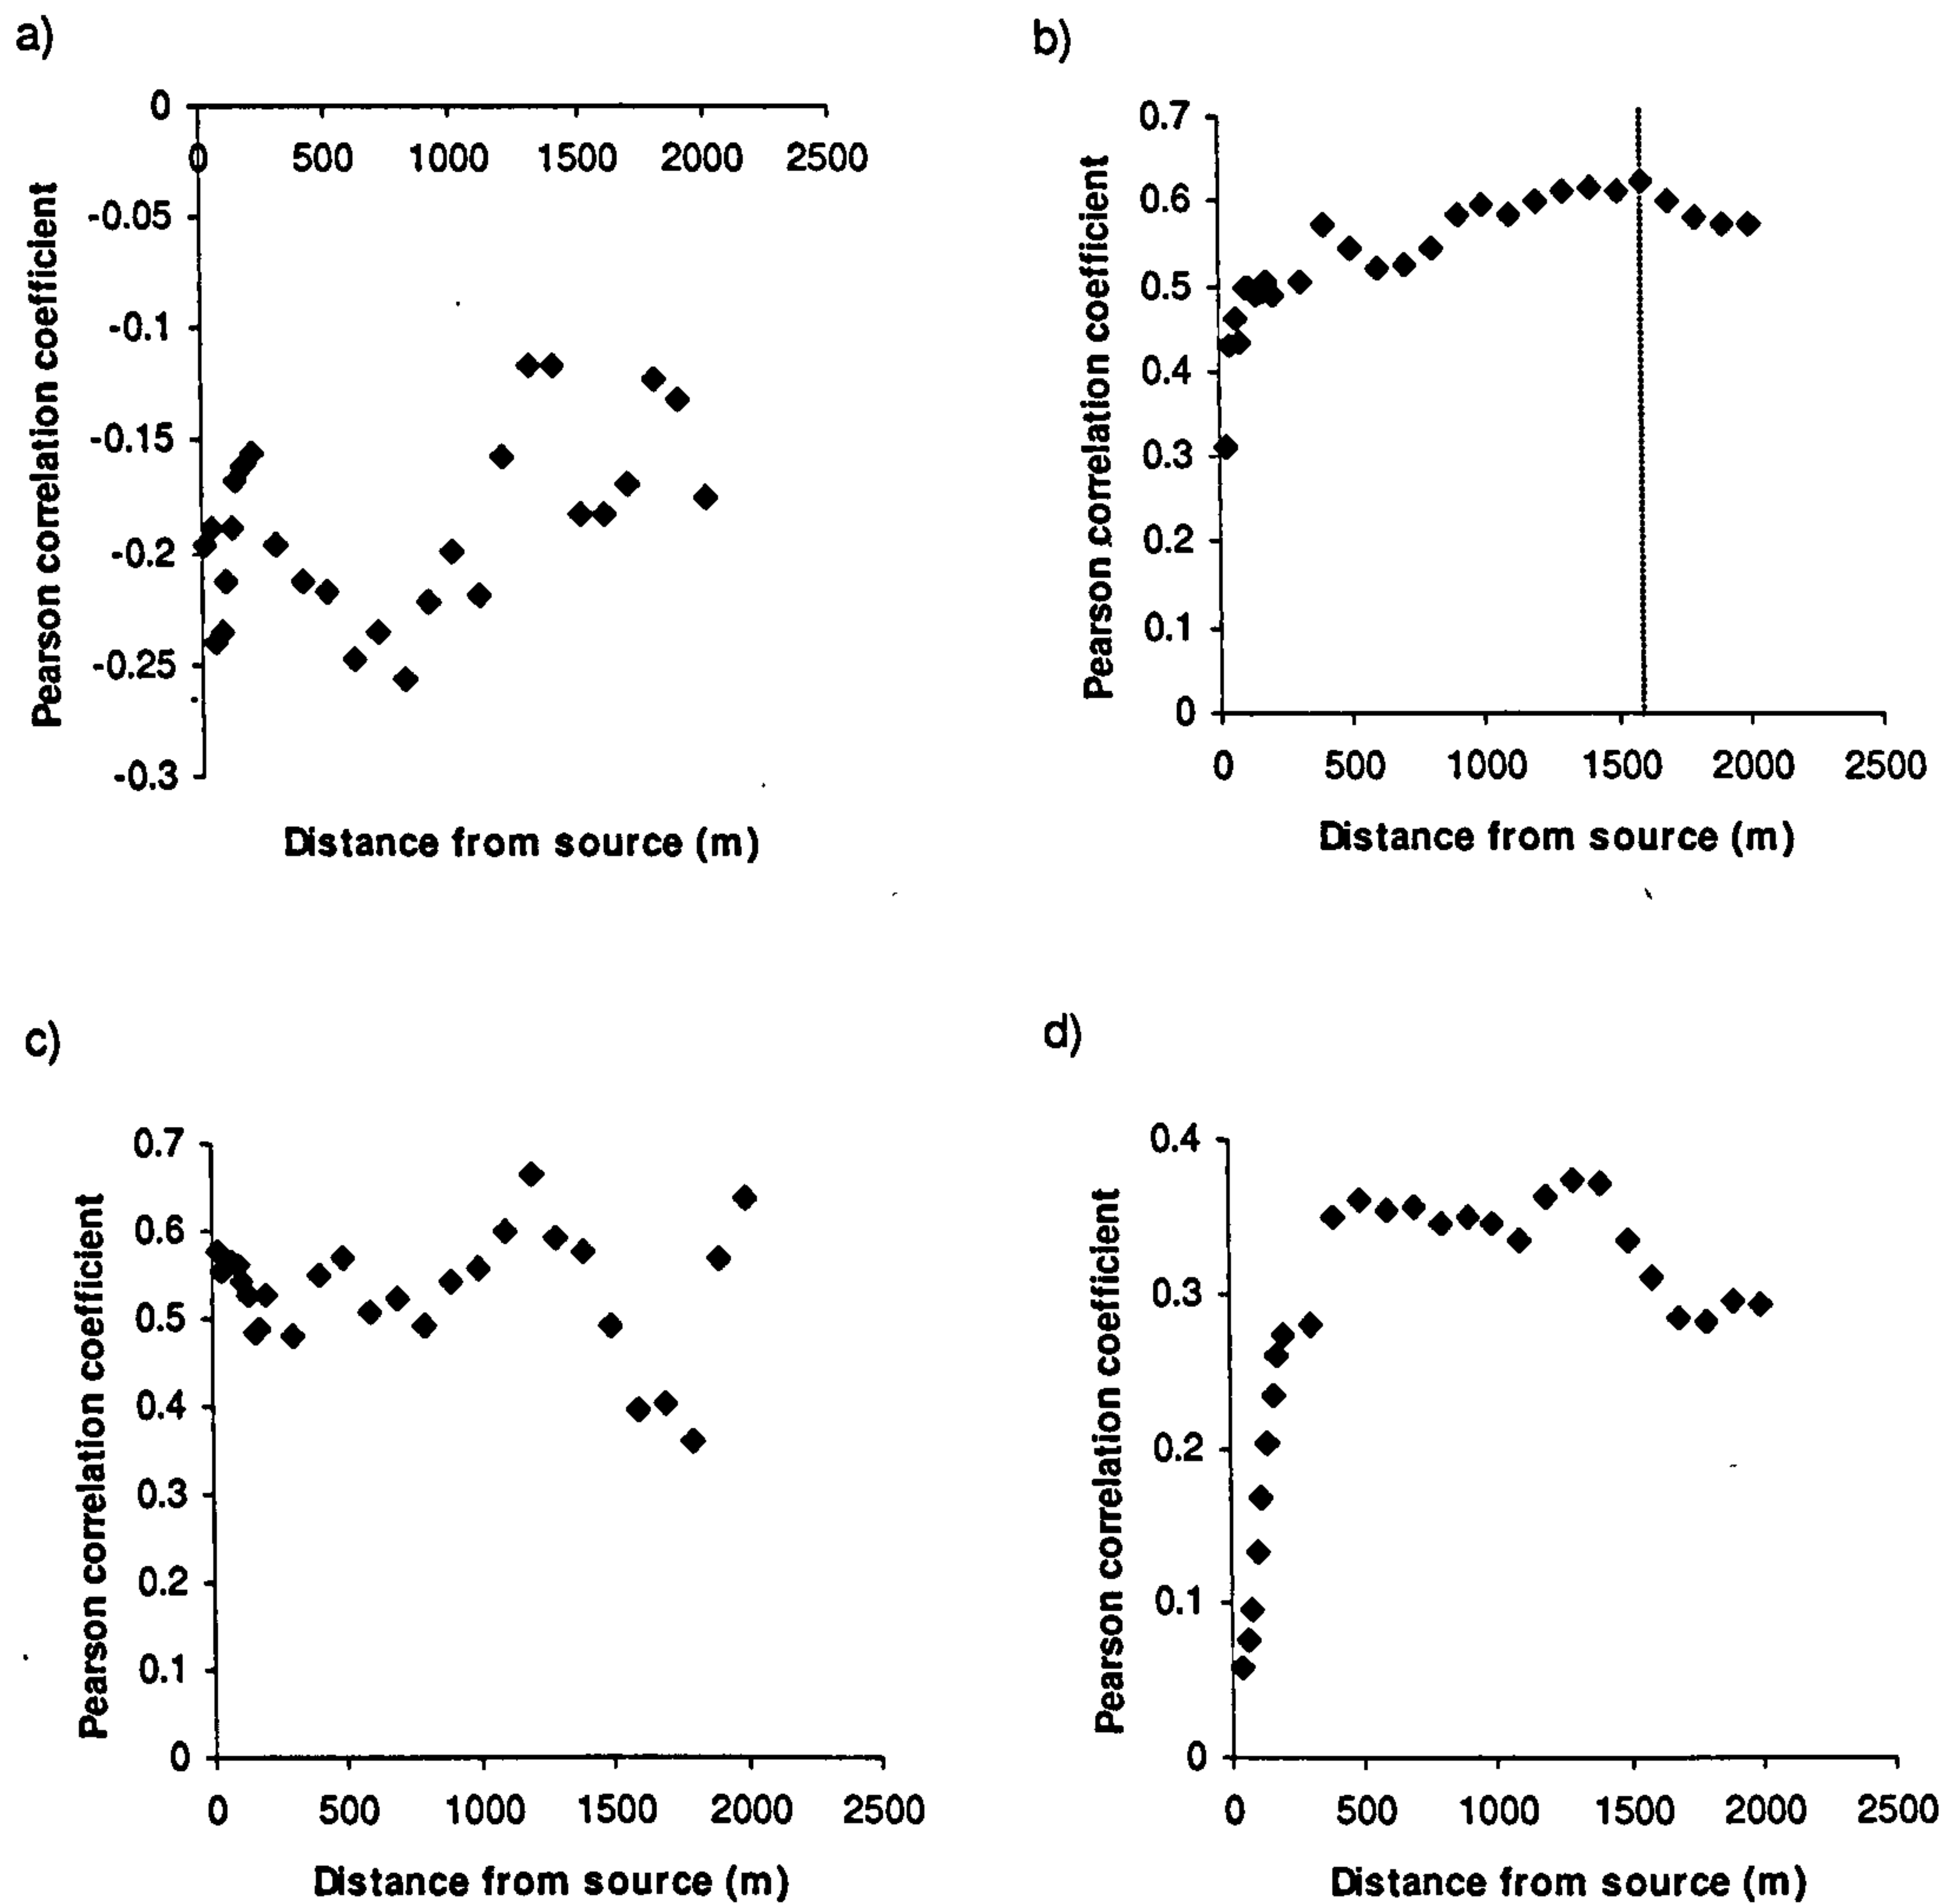 a)
0
0 500 1000 1500 2000 2500
-0.05
-0.1
-0.15
-0.2
-0.25
-0.3
Pearson correlation coefficient
Distance from source (m)
b)
0.7
0.6
0.5
0.4
0.3
0.2
0.1
0
0 500 1000 1500 2000 2500
Pearson correlation coefficient
Distance from source (m)
c)
0.7
0.6
0.5
0.4
0.3
0.2
0.1
0
0 500 1000 1500 2000 2500
Pearson correlation coefficient
Distance from source (m)
d)
0.4
0.3
0.2
0.1
0
0 500 1000 1500 2000 2500
Pearson correlation coefficient
Distance from source (m)